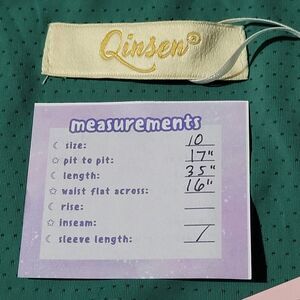 Qinsen®
measurements
size: 10
pit to pit: 17"
length: 35"
waist flat across: 16"
rise:
inseam:
sleeve length: /